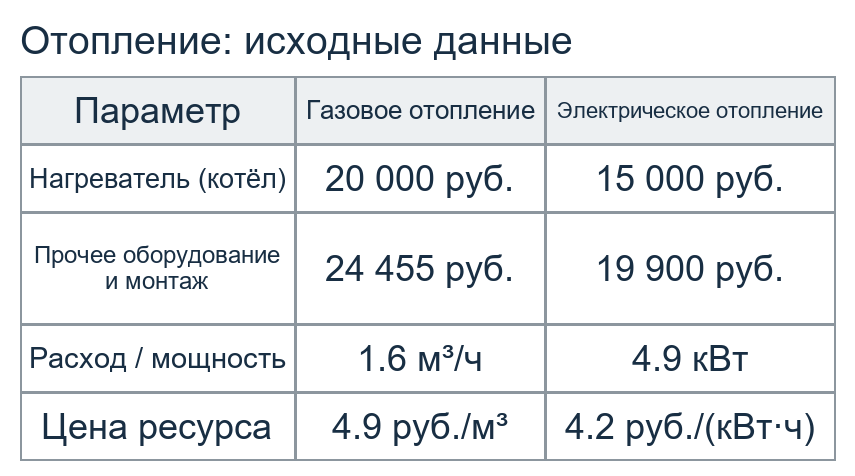 Отопление: исходные данные
Параметр Газовое отопление Электрическое отопление
Нагреватель (котёл) 20 000 руб. 15 000 руб.
Прочее оборудование
и монтаж 24 455 руб. 19 900 руб.
Расход / мощность 1.6 м³/ч 4.9 кВт
Цена ресурса 4.9 руб./м³ 4.2 руб./(кВт·ч)